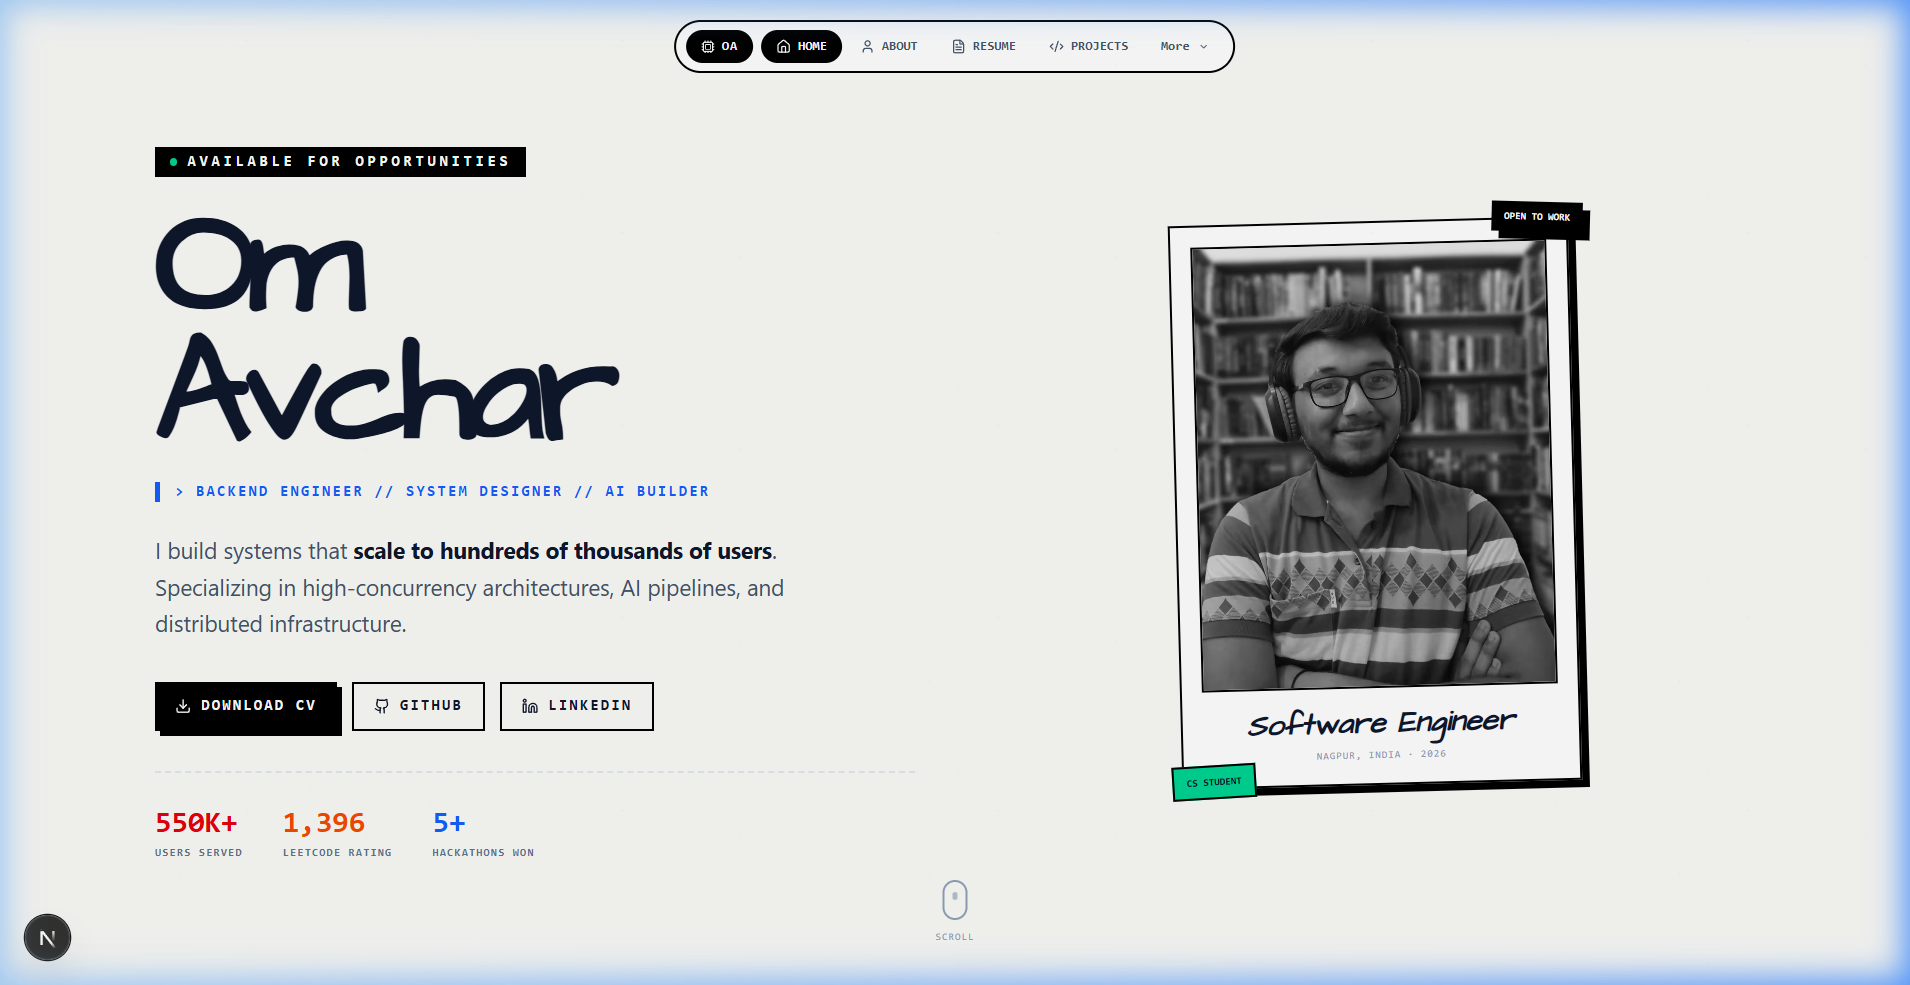 OA
HOME
ABOUT
RESUME
PROJECTS
More
AVAILABLE FOR OPPORTUNITIES
Om
Avchar
> BACKEND ENGINEER // SYSTEM DESIGNER // AI BUILDER
I build systems that scale to hundreds of thousands of users.
Specializing in high-concurrency architectures, AI pipelines, and
distributed infrastructure.
DOWNLOAD CV
GITHUB
LINKEDIN
550K+
USERS SERVED
1,396
LEETCODE RATING
5+
HACKATHONS WON
OPEN TO WORK
Software Engineer
NAGPUR, INDIA · 2026
CS STUDENT
SCROLL
N